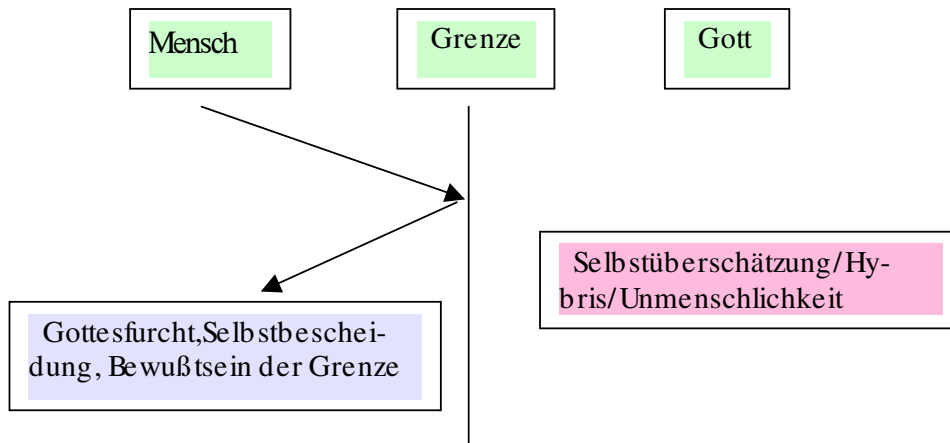 Mensch
Grenze
Gott
Selbstüberschätzung/Hy-
bris/Unmenschlichkeit
Gottesfurcht,Selbstbeschei-
dung, Bewußtsein der Grenze